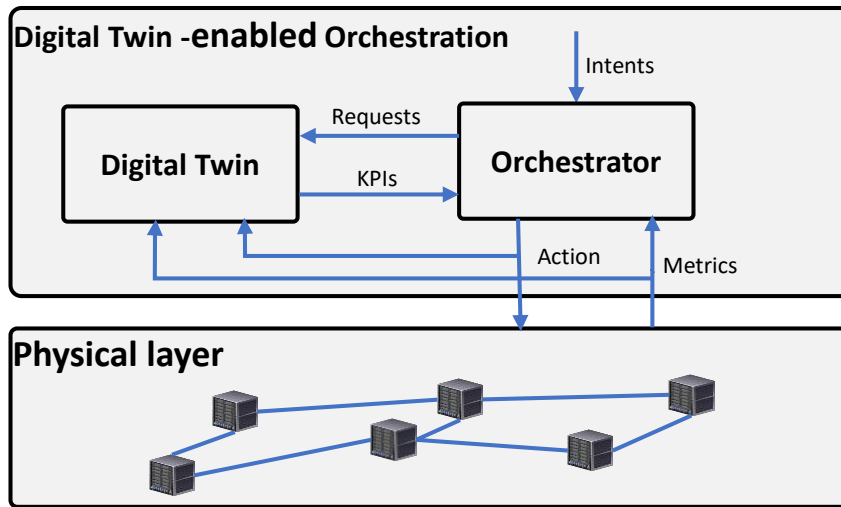 Digital Twin -enabled Orchestration
Intents
Requests
Digital Twin
Orchestrator
KPIs
Action
Metrics
Physical layer